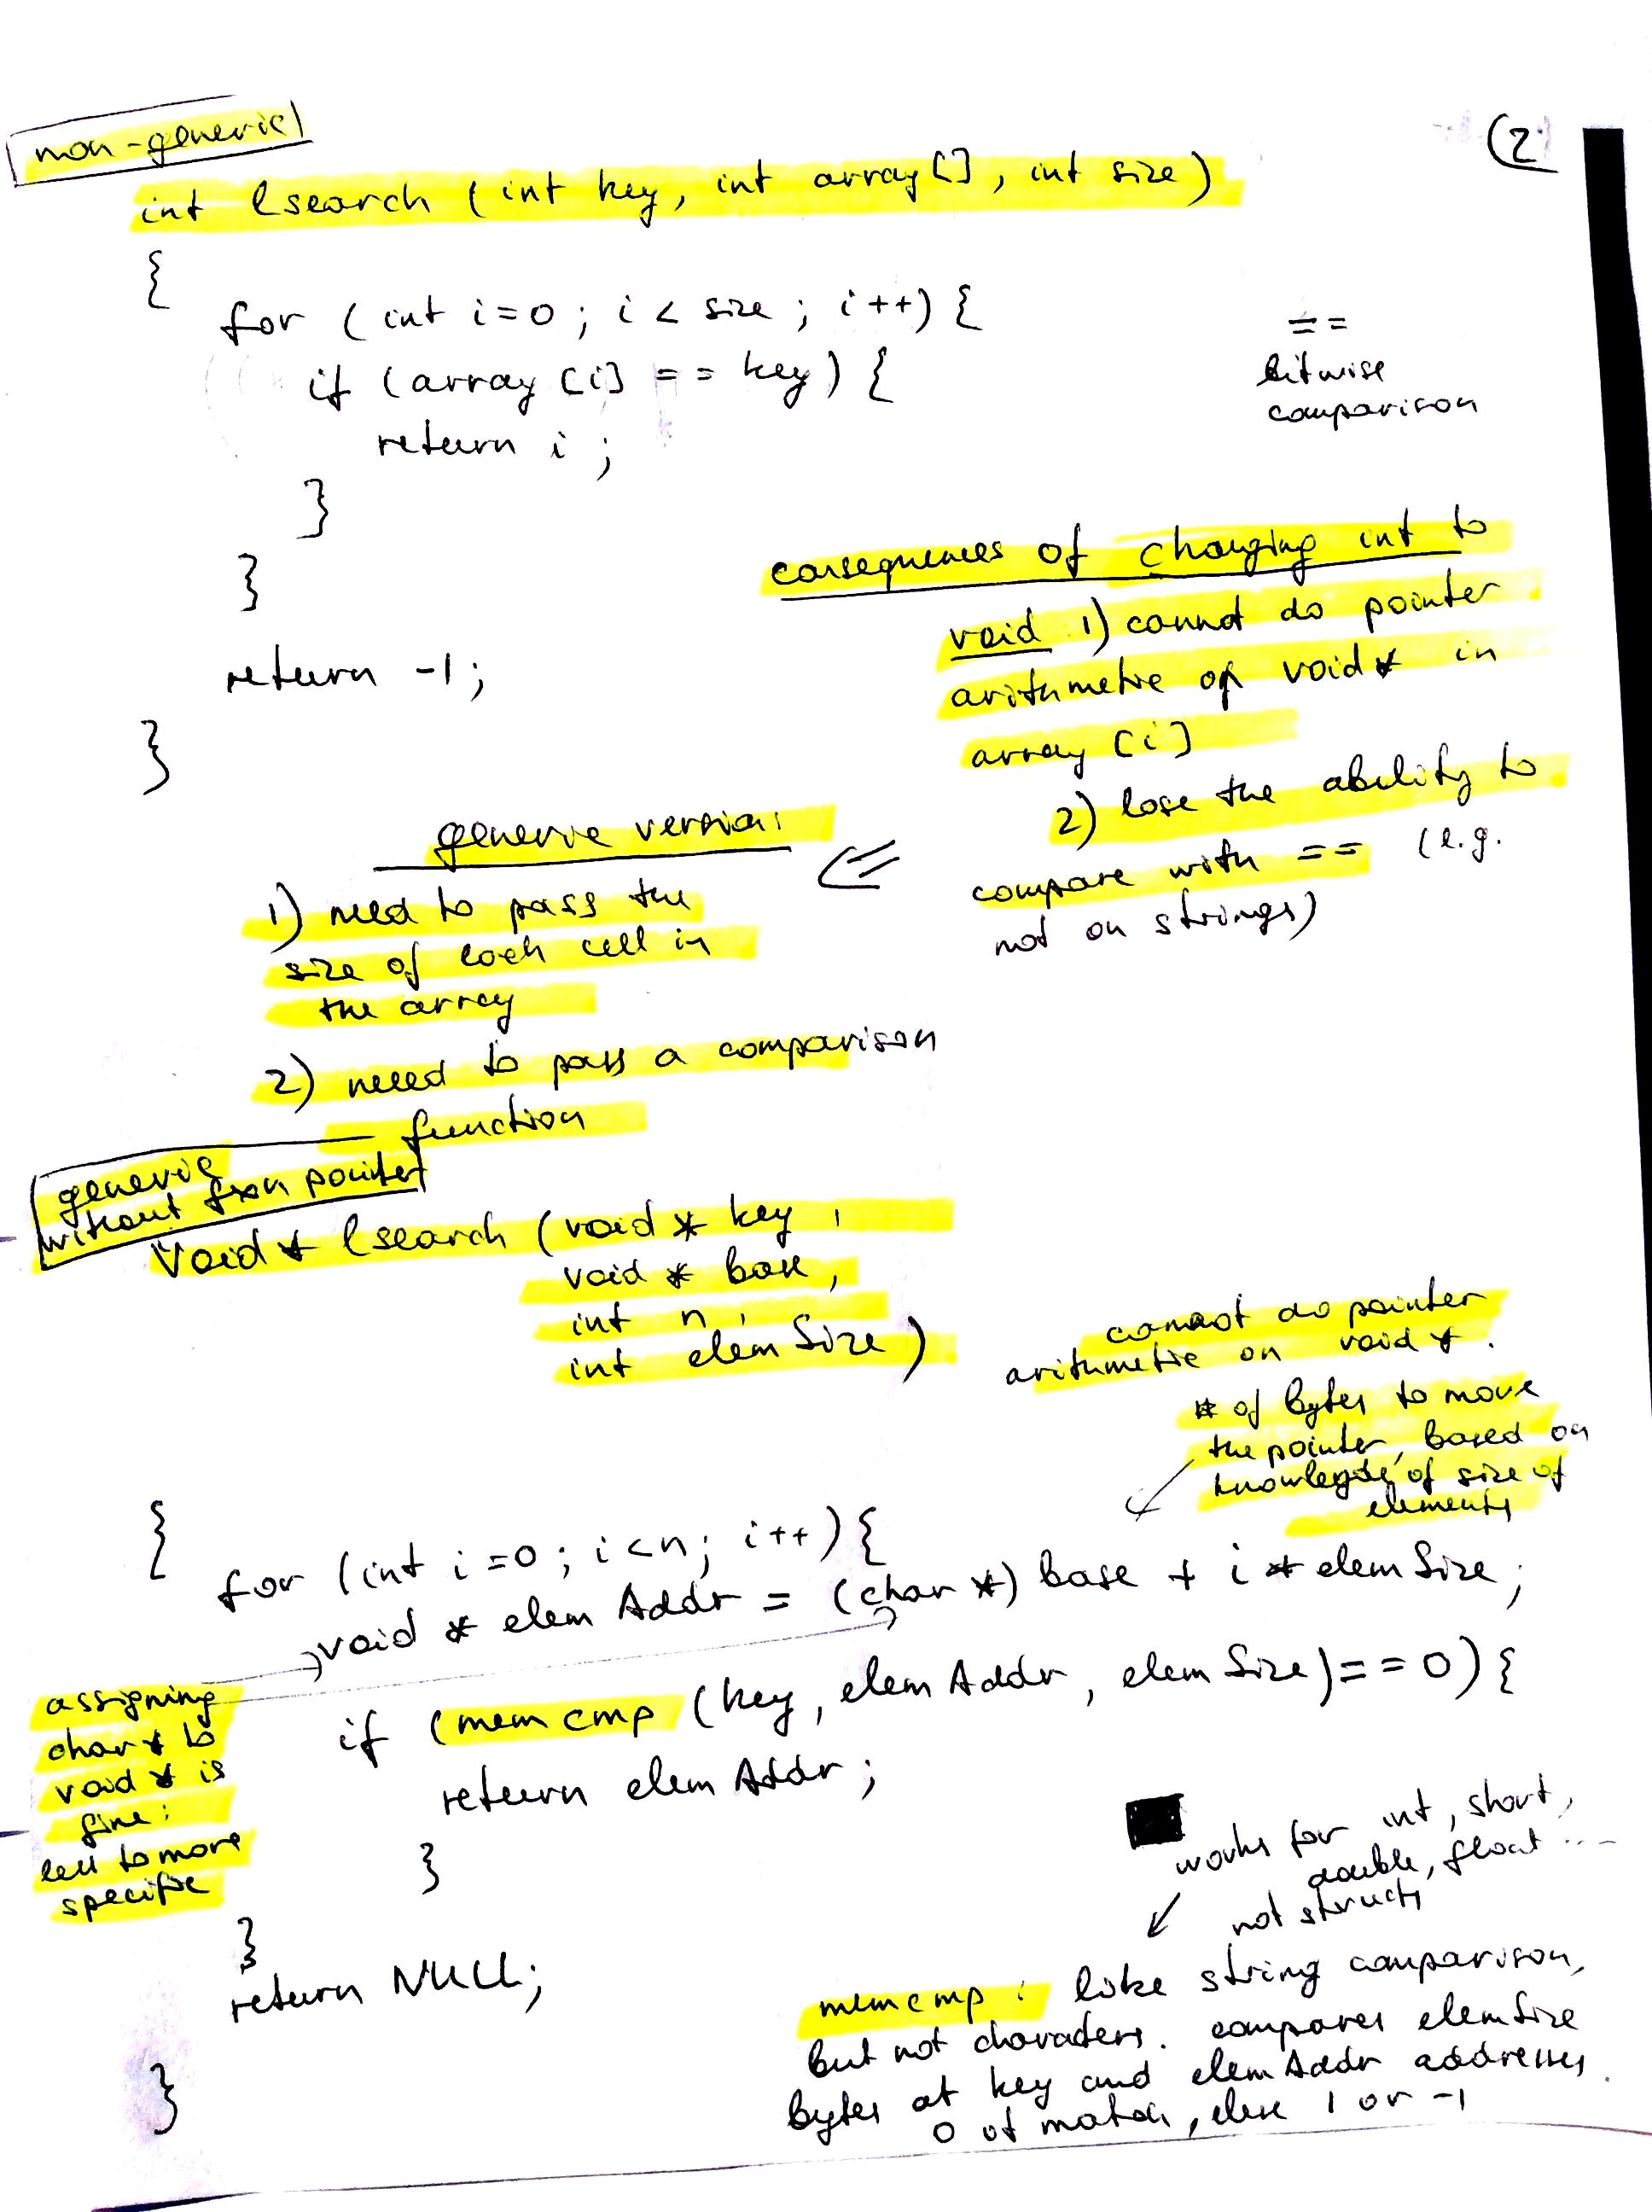 (2)
non-generic
int lsearch (int key, int array[], int size)
{
for (int i=0; i < size; i++) {
if (array[i] == key) {
return i;
}
}
return -1;
}
==
bitwise
comparison
consequences of changing int to
void 1) cannot do pointer
arithmetic on void* in
array [i]
2) lose the ability to
compare with == (e.g.
not on strings)
<=
generic version:
1) need to pass the
size of each cell in
the array
2) need to pass a comparison
function
generic
without fxn pointer
Void * lsearch (void * key,
void * base,
int n,
int elemSize)
cannot do pointer
arithmetic on void *.
# of bytes to move
the pointer, based on
knowledge of size of
elements
{
for (int i=0; i<n; i++){
void * elemAddr = (char *) base + i * elemSize;
if (memcmp (key, elemAddr, elemSize) == 0) {
return elemAddr;
}
}
return NULL;
}
assigning
char * to
void * is
fine:
less to more
specific
works for int, short,
double, float ...
not structs
memcmp: like string comparison,
but not characters. compares elemSize
bytes at key and elemAddr addresses.
0 if match, else 1 or -1